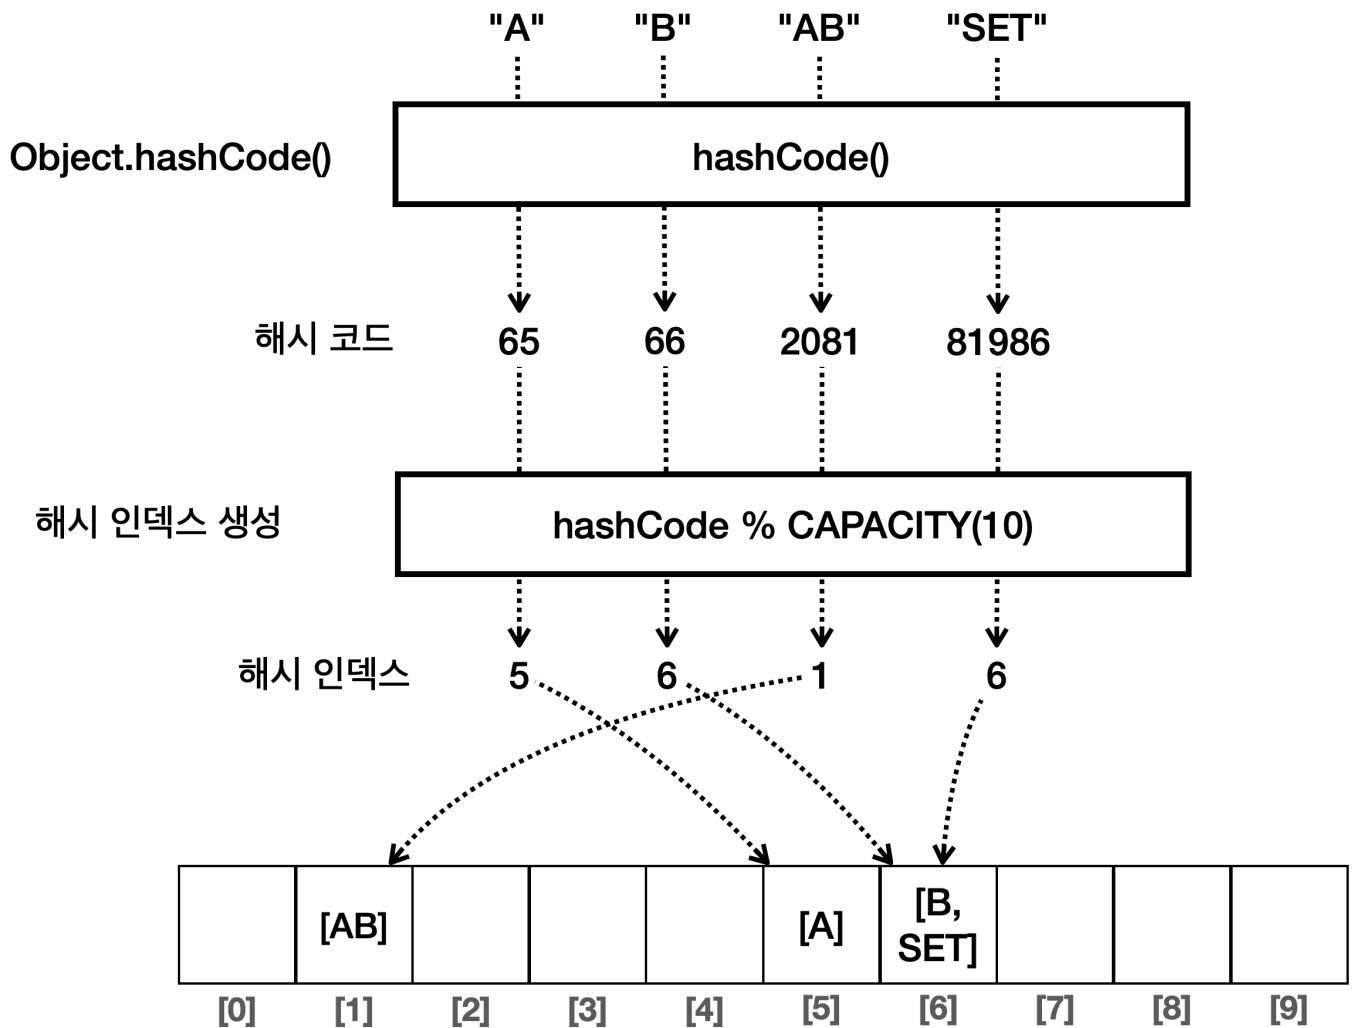 "A" "B" "AB" "SET"
Object.hashCode() hashCode()
해시 코드 65 66 2081 81986
해시 인덱스 생성 hashCode % CAPACITY(10)
해시 인덱스 5 6 1 6
[AB] [A] [B,
SET]
[0] [1] [2] [3] [4] [5] [6] [7] [8] [9]